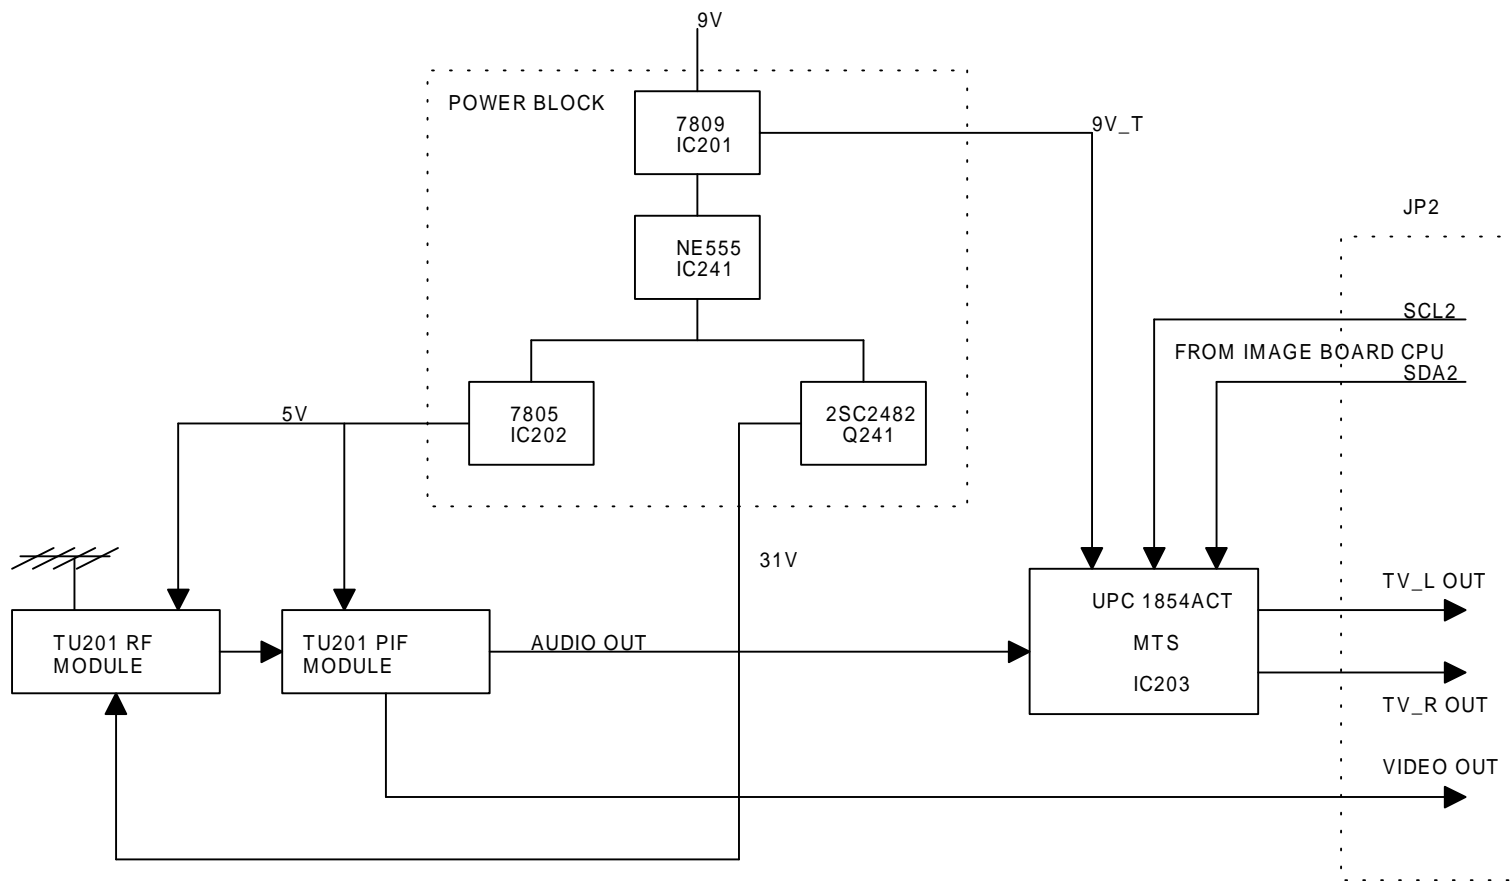 9V
POWER BLOCK
7809
IC201
9V_T
JP2
NE555
IC241
SCL2
FROM IMAGE BOARD CPU
SDA2
5V
7805
IC202
2SC2482
Q241
31V
TV_L OUT
UPC 1854ACT
MTS
IC203
TU201 RF
MODULE
TU201 PIF
MODULE
AUDIO OUT
TV_R OUT
VIDEO OUT